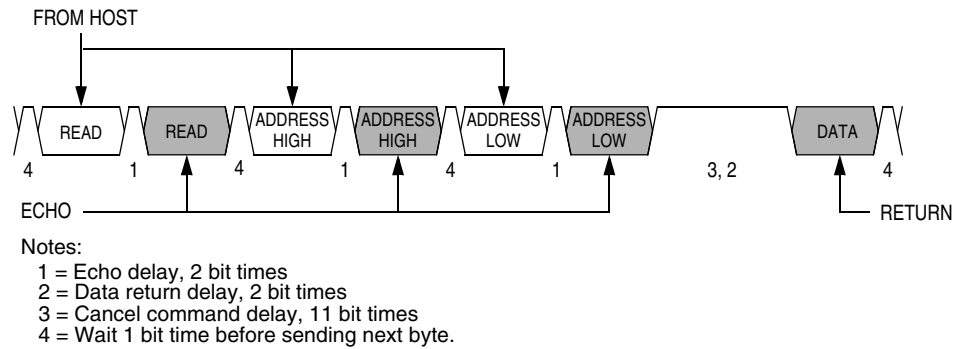 FROM HOST
READ READ ADDRESS HIGH ADDRESS HIGH ADDRESS LOW ADDRESS LOW DATA
4 1 4 1 4 1 3, 2 4
ECHO RETURN
Notes:
1 = Echo delay, 2 bit times
2 = Data return delay, 2 bit times
3 = Cancel command delay, 11 bit times
4 = Wait 1 bit time before sending next byte.